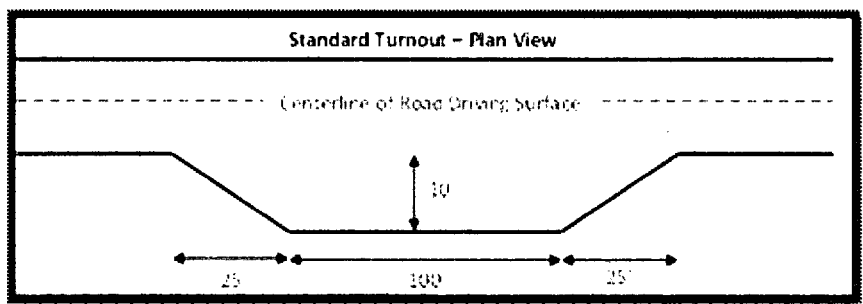 Standard Turnout – Plan View
Centerline of Road Driving Surface
10
25
100
25'